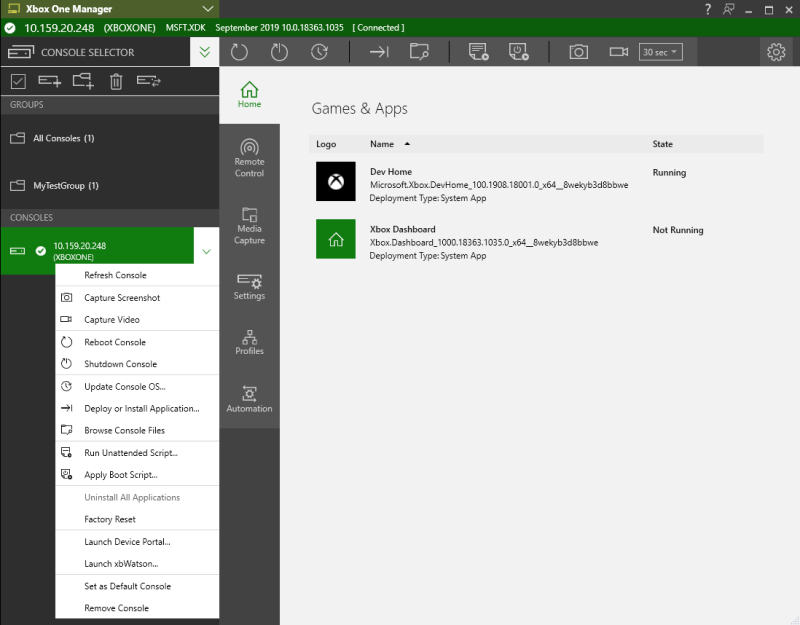 Xbox One Manager
?
10.159.20.248 (XBOXONE) MSFT.XDK September 2019 10.0.18363.1035 [ Connected ]
CONSOLE SELECTOR
30 sec
GROUPS
All Consoles (1)
MyTestGroup (1)
CONSOLES
10.159.20.248
(XBOXONE)
Refresh Console
Capture Screenshot
Capture Video
Reboot Console
Shutdown Console
Update Console OS...
Deploy or Install Application...
Browse Console Files
Run Unattended Script...
Apply Boot Script...
Uninstall All Applications
Factory Reset
Launch Device Portal...
Launch xbWatson...
Set as Default Console
Remove Console
Home
Remote
Control
Media
Capture
Settings
Profiles
Automation
Games & Apps
Logo Name State
Dev Home
Running
Microsoft.Xbox.DevHome_100.1908.18001.0_x64__8wekyb3d8bbwe
Deployment Type: System App
Xbox Dashboard
Not Running
Xbox.Dashboard_1000.18363.1035.0_x64__8wekyb3d8bbwe
Deployment Type: System App